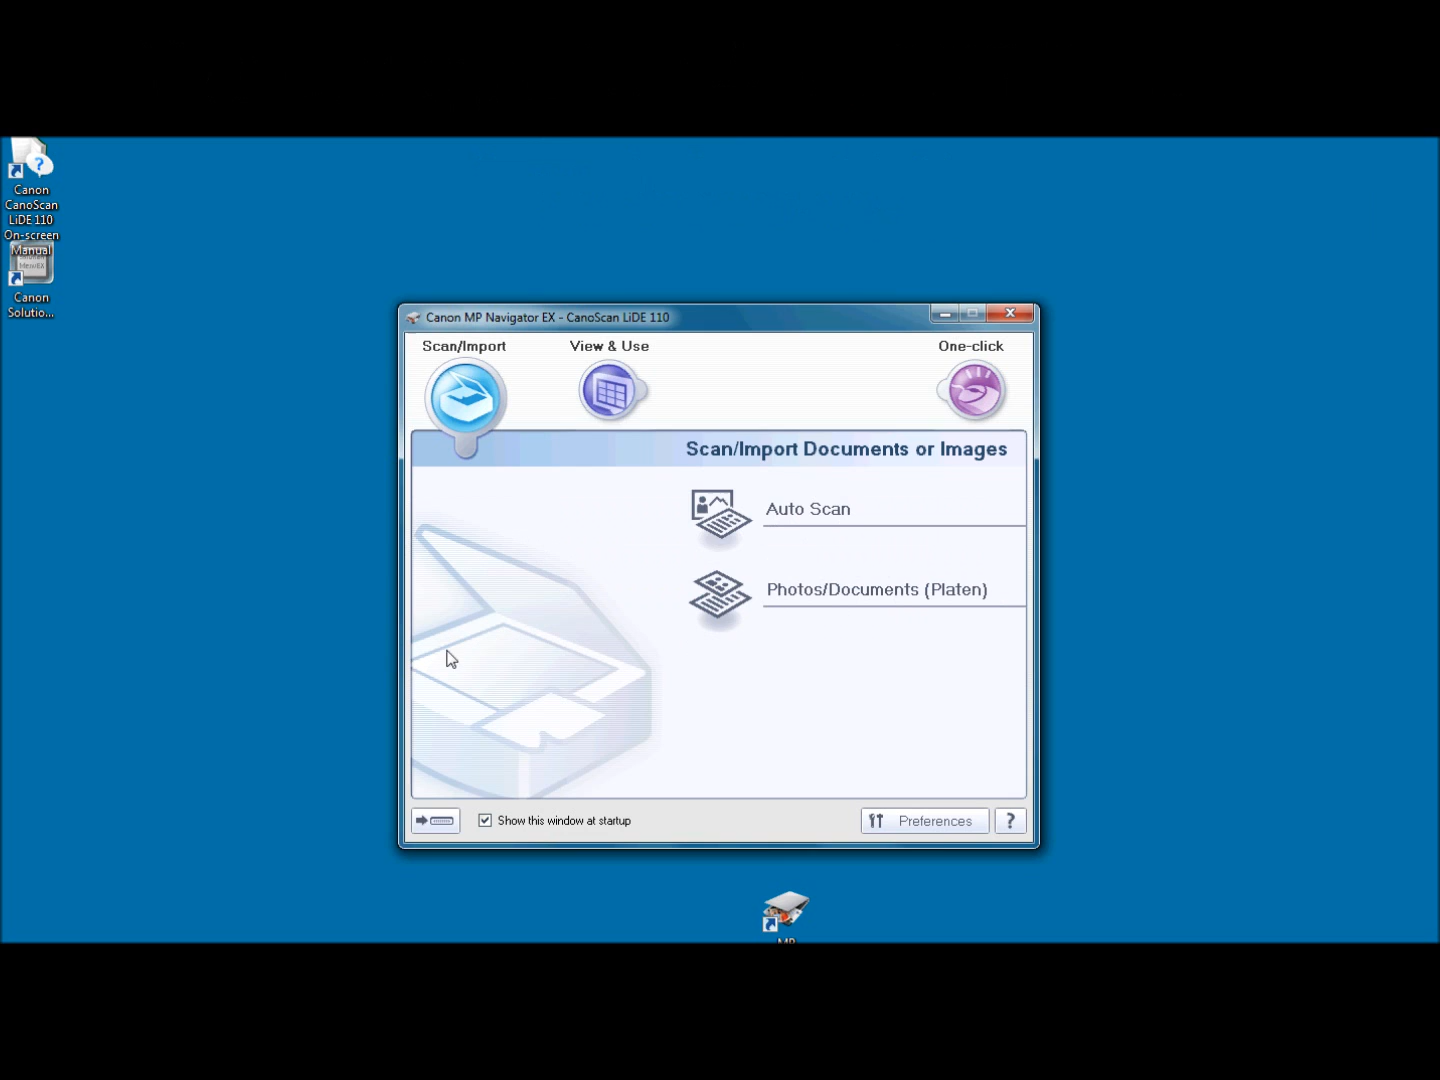 Canon
CanoScan
LiDE 110
On-screen
Manual
Canon
Solutio...
Canon MP Navigator EX - CanoScan LiDE 110
Scan/Import
View & Use
One-click
Scan/Import Documents or Images
Auto Scan
Photos/Documents (Platen)
Show this window at startup
Preferences
?
MP